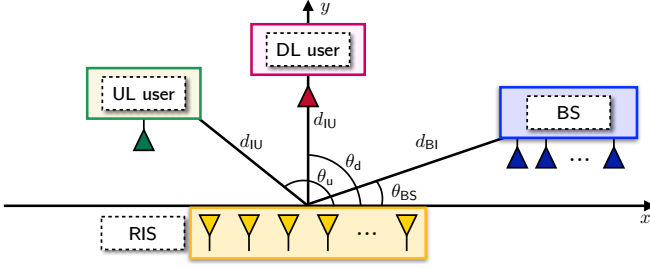 y
DL user
UL user
BS
d_IU
d_IU
d_BI
θ_d
θ_u
θ_BS
...
x
RIS
...